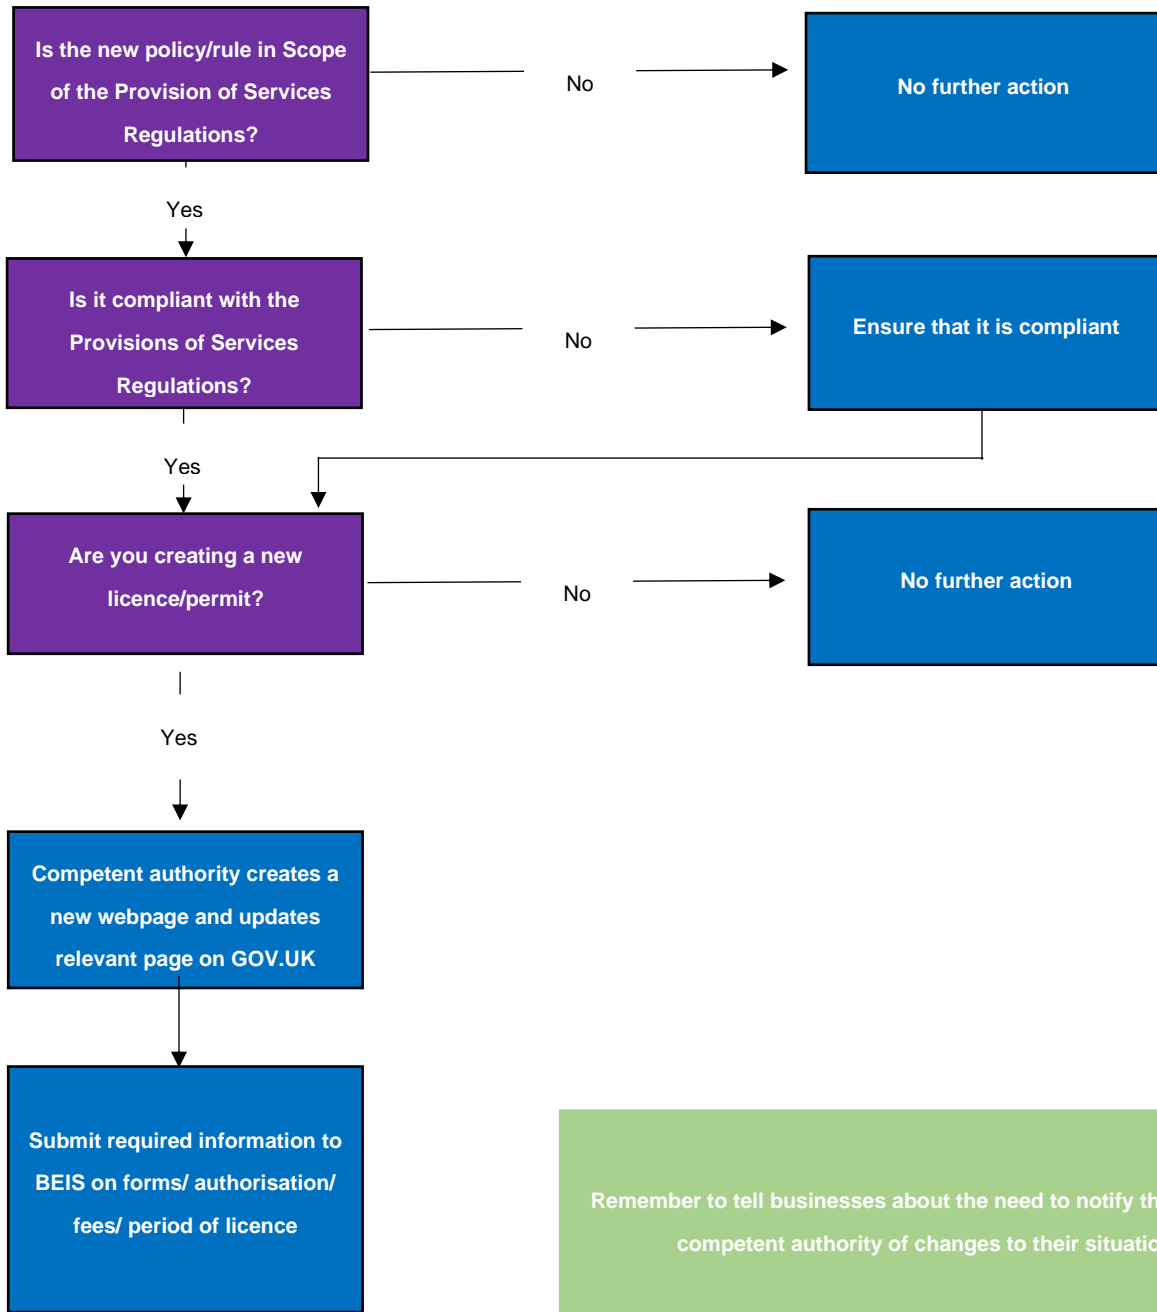 Is the new policy/rule in Scope
of the Provision of Services
Regulations?
No
No further action
Yes
Is it compliant with the
Provisions of Services
Regulations?
No
Ensure that it is compliant
Yes
Are you creating a new
licence/permit?
No
No further action
Yes
Competent authority creates a
new webpage and updates
relevant page on GOV.UK
Submit required information to
BEIS on forms/ authorisation/
fees/ period of licence
Remember to tell businesses about the need to notify
competent authority of changes to their